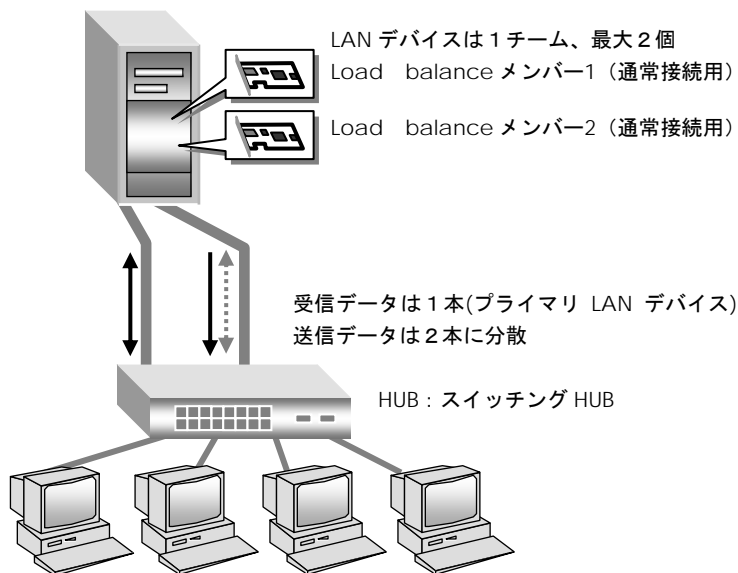 LAN デバイスは１チーム、最大２個
Load　balance メンバー1（通常接続用）
Load　balance メンバー2（通常接続用）
受信データは１本(プライマリ LAN デバイス)
送信データは２本に分散
HUB：スイッチング HUB